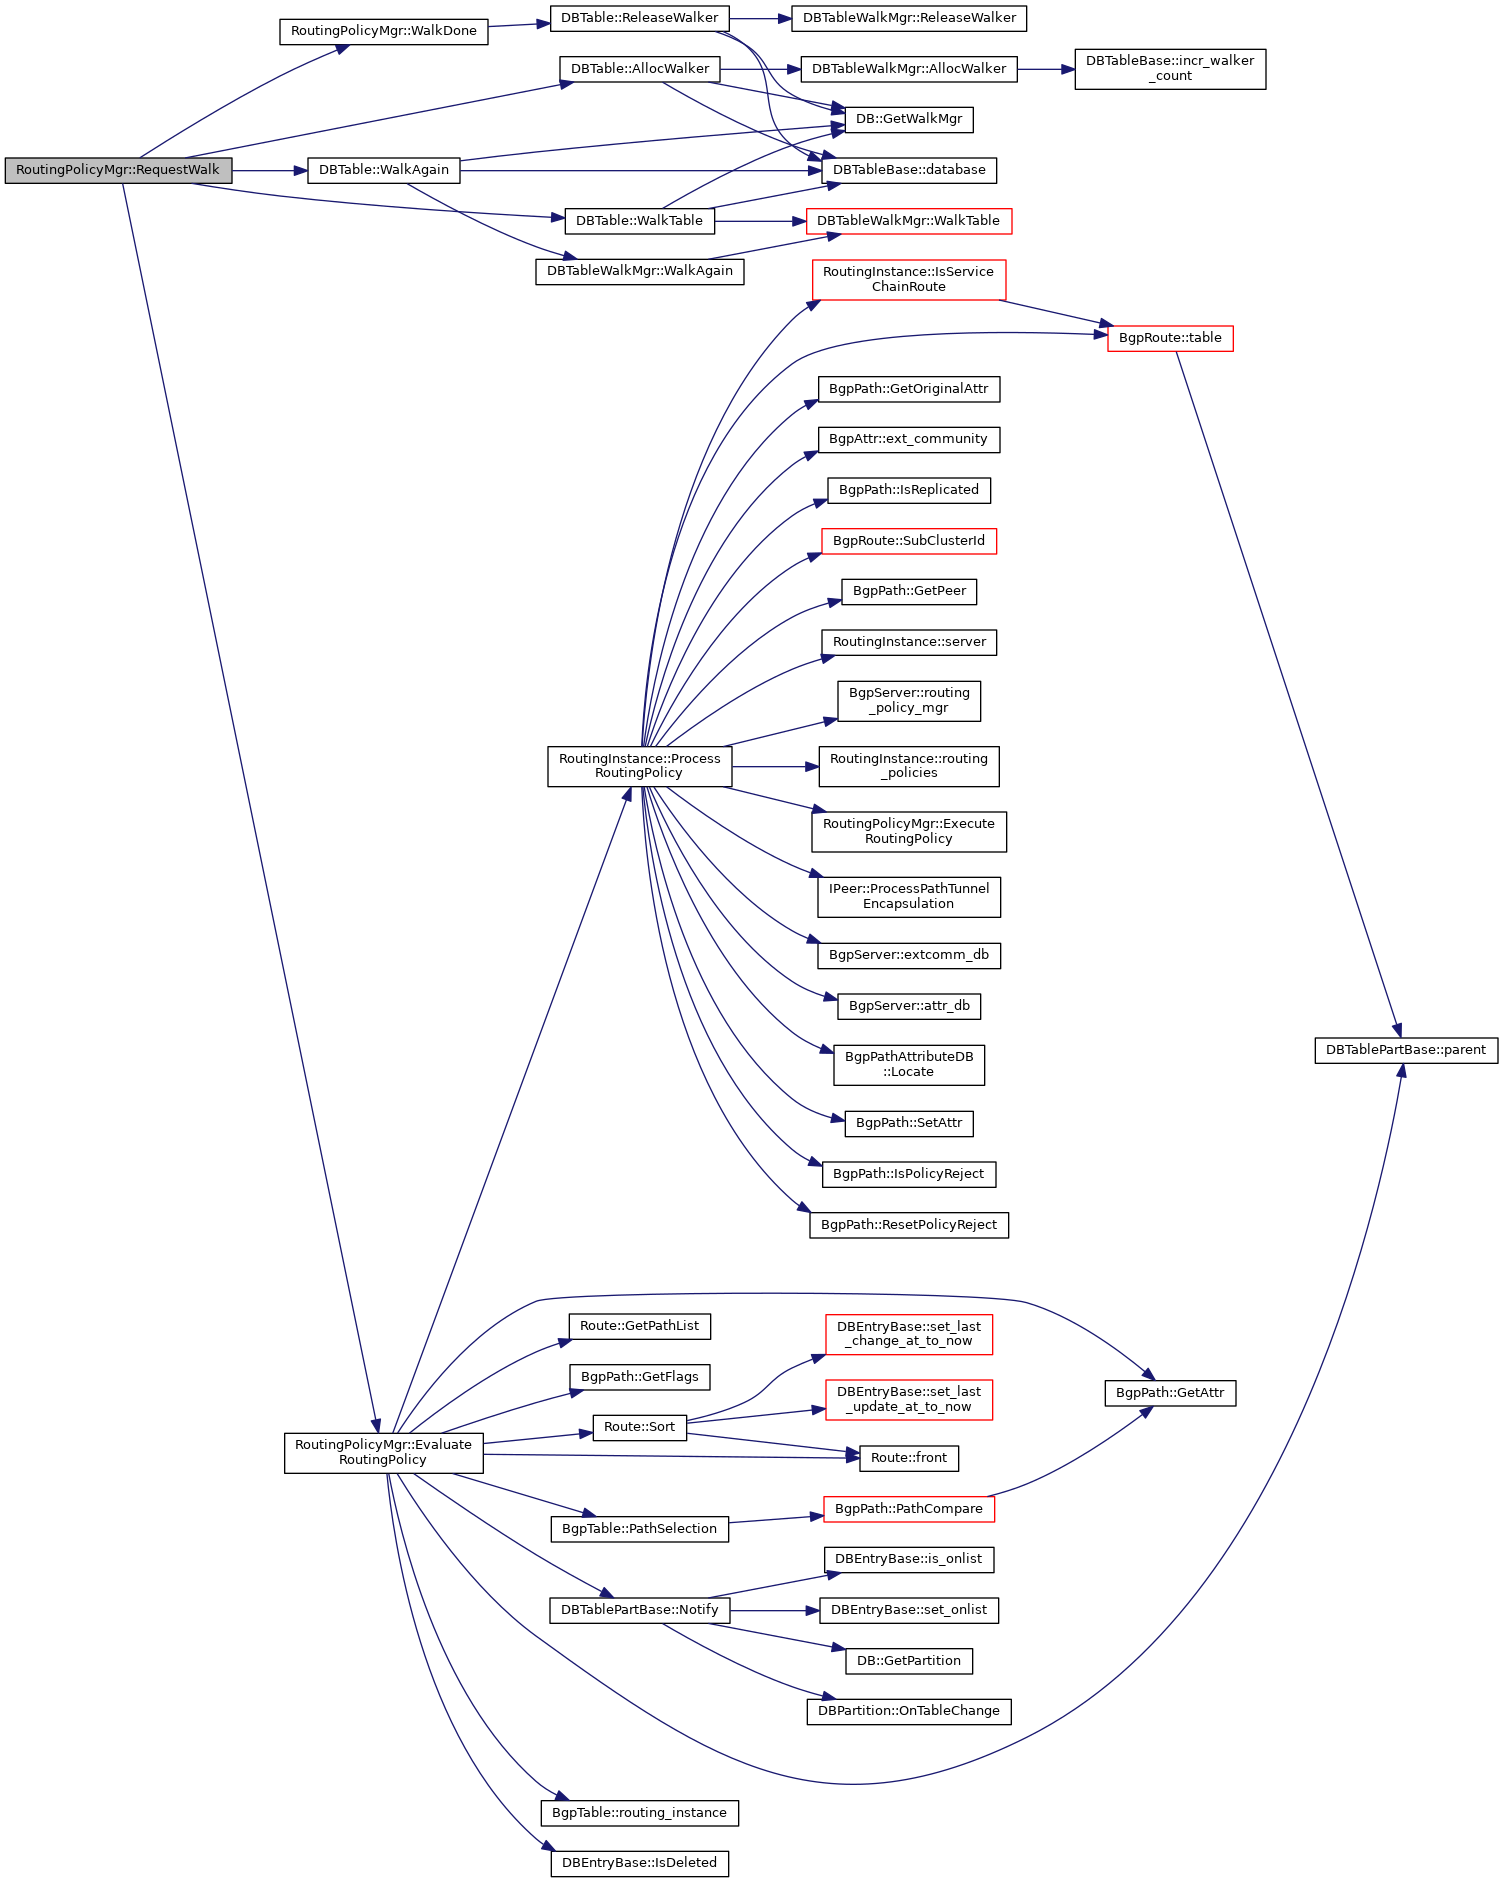 RoutingPolicyMgr::WalkDone
DBTable::ReleaseWalker
DBTableWalkMgr::ReleaseWalker
DBTable::AllocWalker
DBTableWalkMgr::AllocWalker
DBTableBase::incr_walker
_count
DB::GetWalkMgr
RoutingPolicyMgr::RequestWalk
DBTable::WalkAgain
DBTableBase::database
DBTable::WalkTable
DBTableWalkMgr::WalkTable
DBTableWalkMgr::WalkAgain
RoutingInstance::IsService
ChainRoute
BgpRoute::table
BgpPath::GetOriginalAttr
BgpAttr::ext_community
BgpPath::IsReplicated
BgpRoute::SubClusterId
BgpPath::GetPeer
RoutingInstance::server
BgpServer::routing
_policy_mgr
RoutingInstance::Process
RoutingPolicy
RoutingInstance::routing
_policies
RoutingPolicyMgr::Execute
RoutingPolicy
IPeer::ProcessPathTunnel
Encapsulation
BgpServer::extcomm_db
BgpServer::attr_db
DBTablePartBase::parent
BgpPathAttributeDB
::Locate
BgpPath::SetAttr
BgpPath::IsPolicyReject
BgpPath::ResetPolicyReject
Route::GetPathList
DBEntryBase::set_last
_change_at_to_now
BgpPath::GetFlags
BgpPath::GetAttr
DBEntryBase::set_last
_update_at_to_now
Route::Sort
RoutingPolicyMgr::Evaluate
RoutingPolicy
Route::front
BgpPath::PathCompare
BgpTable::PathSelection
DBEntryBase::is_onlist
DBTablePartBase::Notify
DBEntryBase::set_onlist
DB::GetPartition
DBPartition::OnTableChange
BgpTable::routing_instance
DBEntryBase::IsDeleted